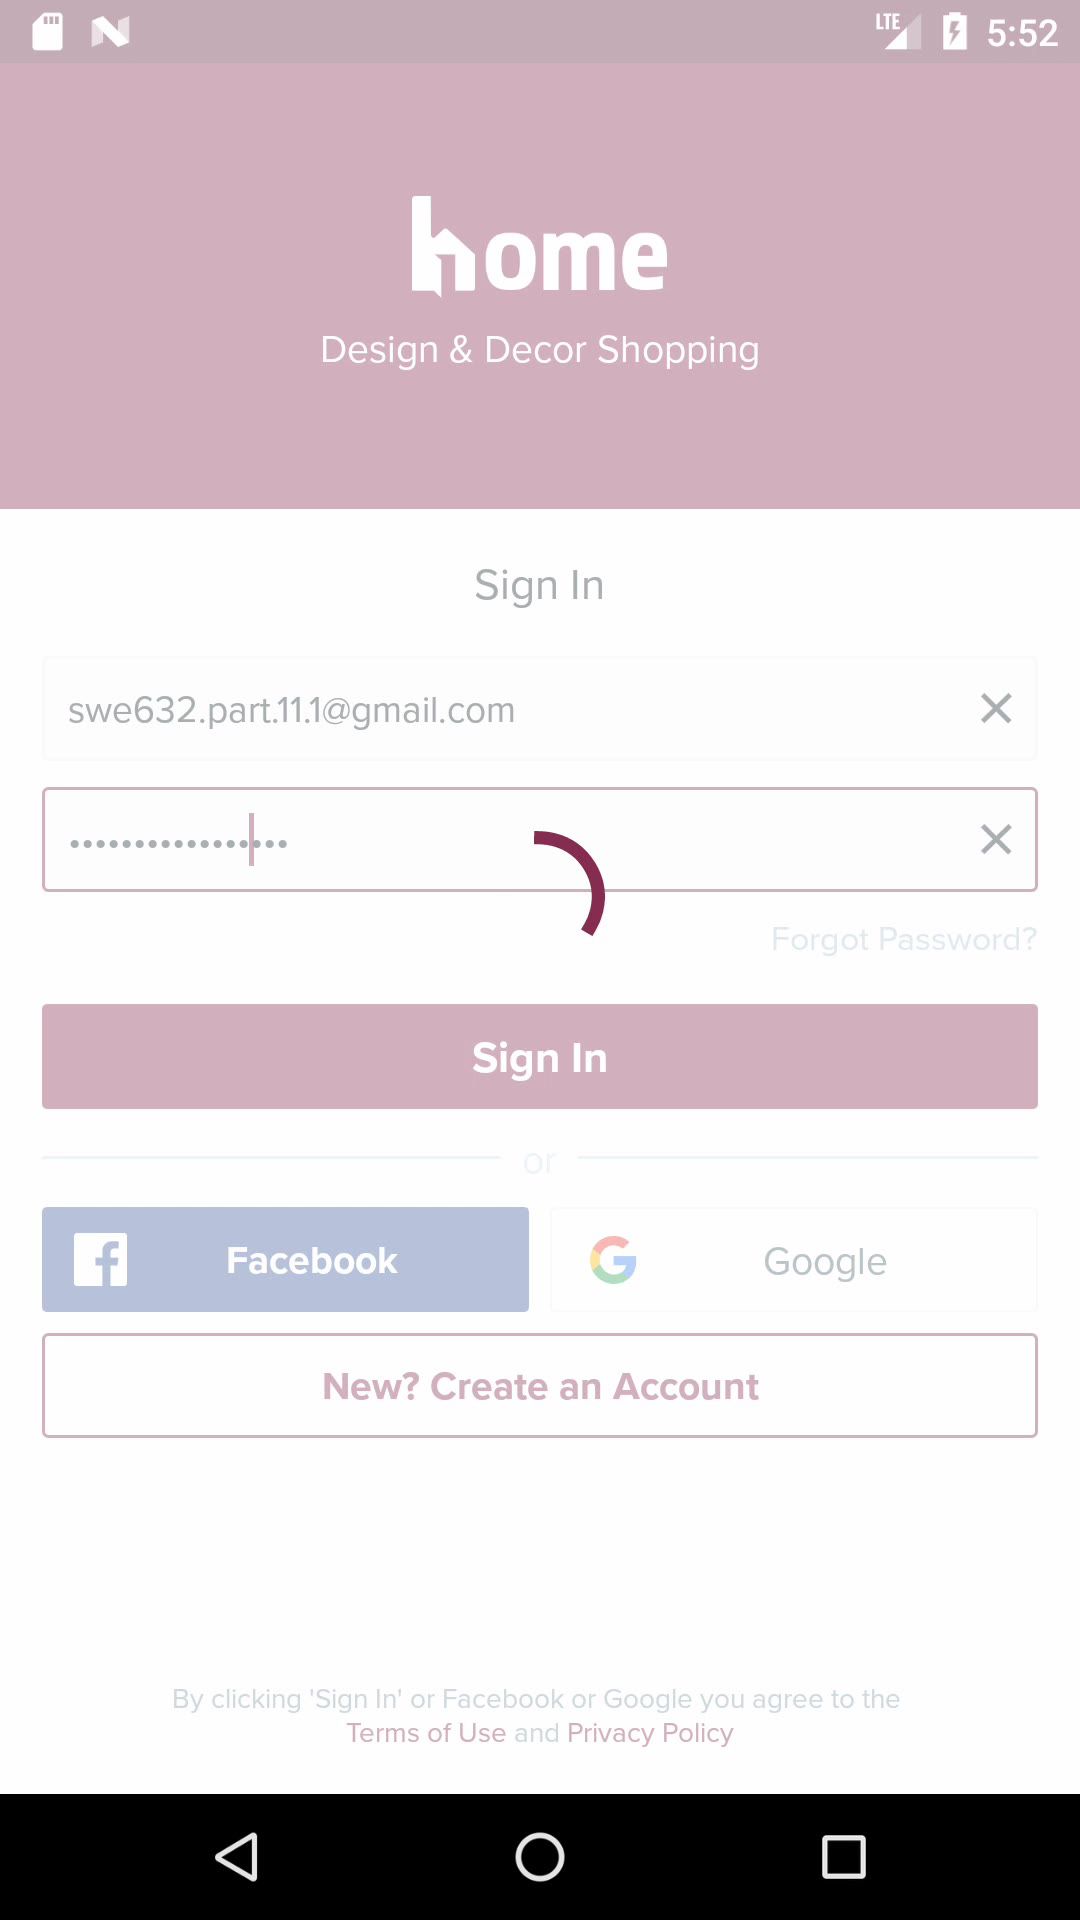 LTE 5:52
home
Design & Decor Shopping
Sign In
swe632.part.11.1@gmail.com
•••••••••••••••••
Forgot Password?
Sign In
or
Facebook
Google
New? Create an Account
By clicking 'Sign In' or Facebook or Google you agree to the
Terms of Use and Privacy Policy